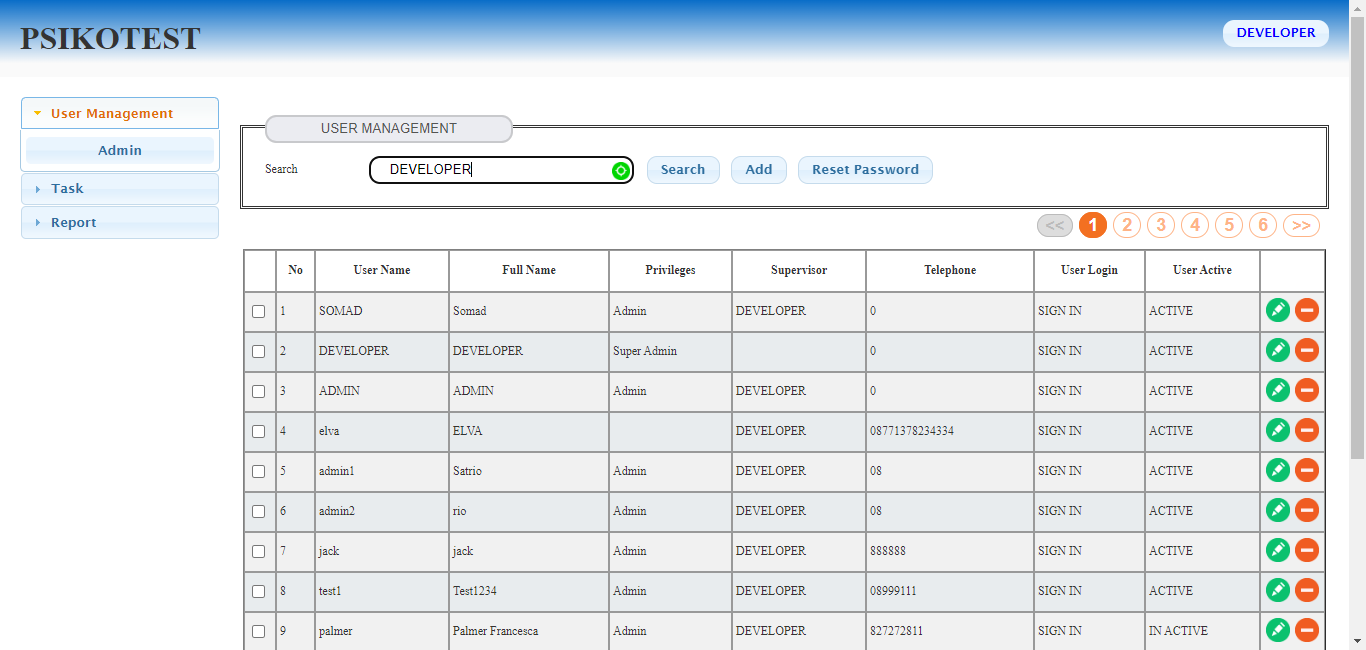 PSIKOTEST
DEVELOPER
User Management
Admin
Task
Report
USER MANAGEMENT
Search DEVELOPER Search Add Reset Password
<< 1 2 3 4 5 6 >>
No User Name Full Name Privileges Supervisor Telephone User Login User Active
1 SOMAD Somad Admin DEVELOPER 0 SIGN IN ACTIVE
2 DEVELOPER DEVELOPER Super Admin 0 SIGN IN ACTIVE
3 ADMIN ADMIN Admin DEVELOPER 0 SIGN IN ACTIVE
4 elva ELVA DEVELOPER 08771378234334 SIGN IN ACTIVE
5 admin1 Satrio Admin DEVELOPER 08 SIGN IN ACTIVE
6 admin2 rio Admin DEVELOPER 08 SIGN IN ACTIVE
7 jack jack Admin DEVELOPER 888888 SIGN IN ACTIVE
8 test1 Test1234 Admin DEVELOPER 08999111 SIGN IN ACTIVE
9 palmer Palmer Francesca Admin DEVELOPER 827272811 SIGN IN IN ACTIVE